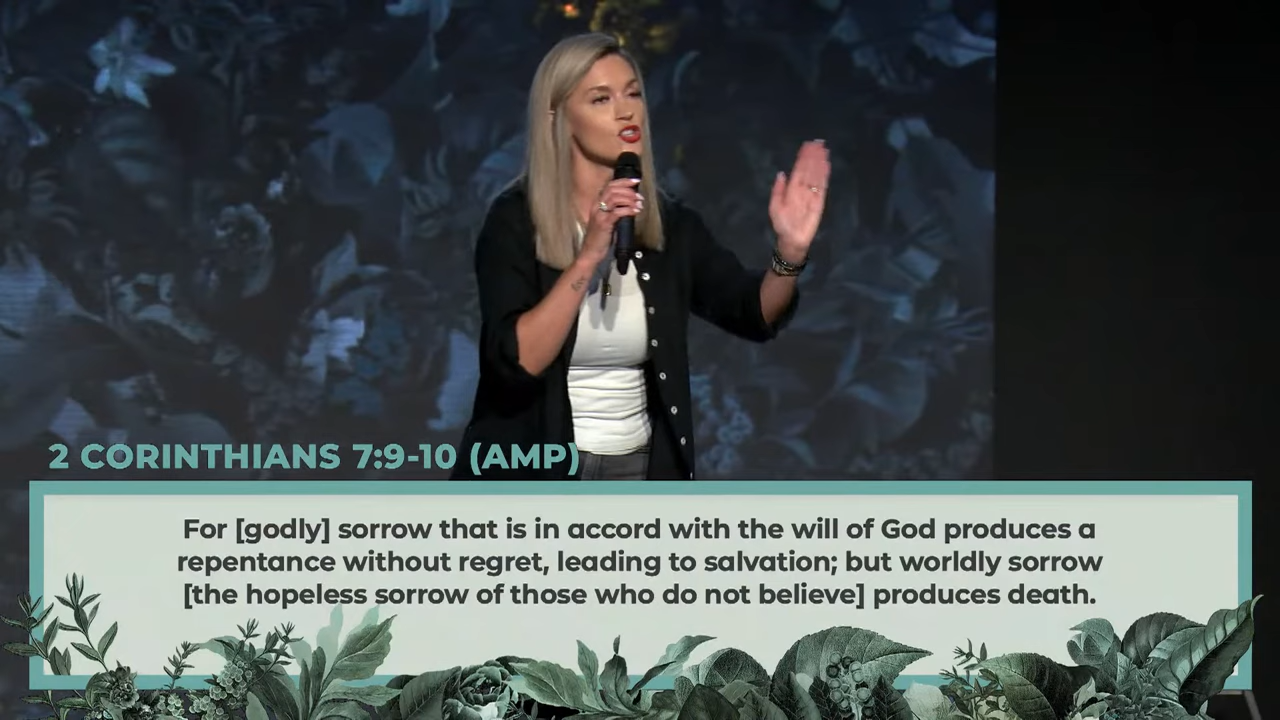 2 CORINTHIANS 7:9-10 (AMP)
For [godly] sorrow that is in accord with the will of God produces a
repentance without regret, leading to salvation; but worldly sorrow
[the hopeless sorrow of those who do not believe] produces death.